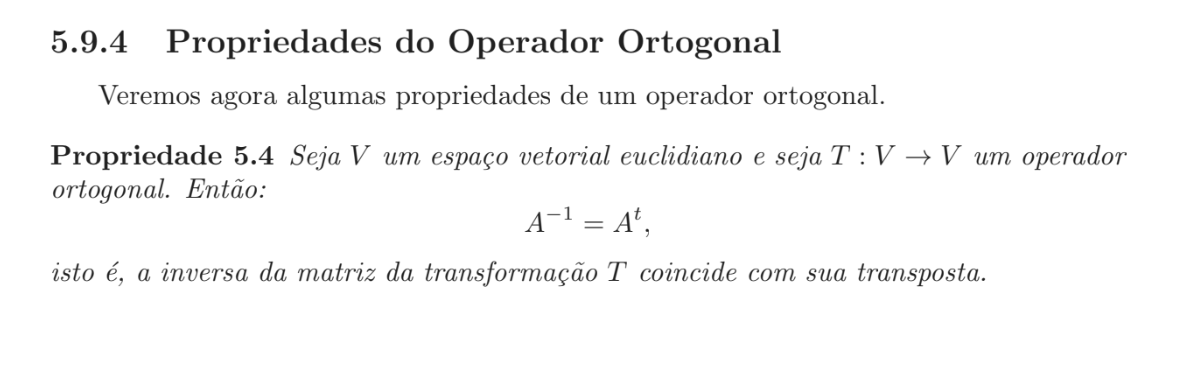 5.9.4 Propriedades do Operador Ortogonal
Veremos agora algumas propriedades de um operador ortogonal.
Propriedade 5.4 Seja V um espaço vetorial euclidiano e seja T : V → V um operador
ortogonal. Então:
A⁻¹ = Aᵗ,
isto é, a inversa da matriz da transformação T coincide com sua transposta.